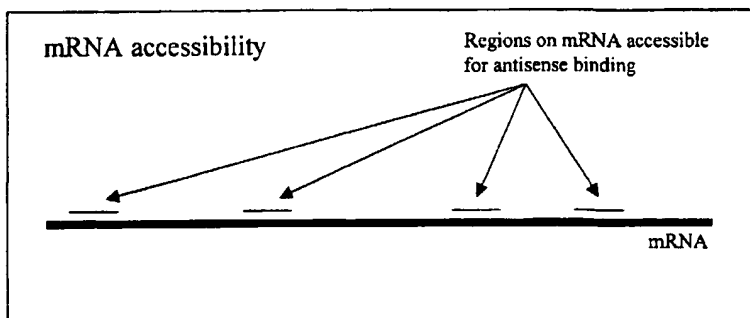 mRNA accessibility
Regions on mRNA accessible
for antisense binding
mRNA